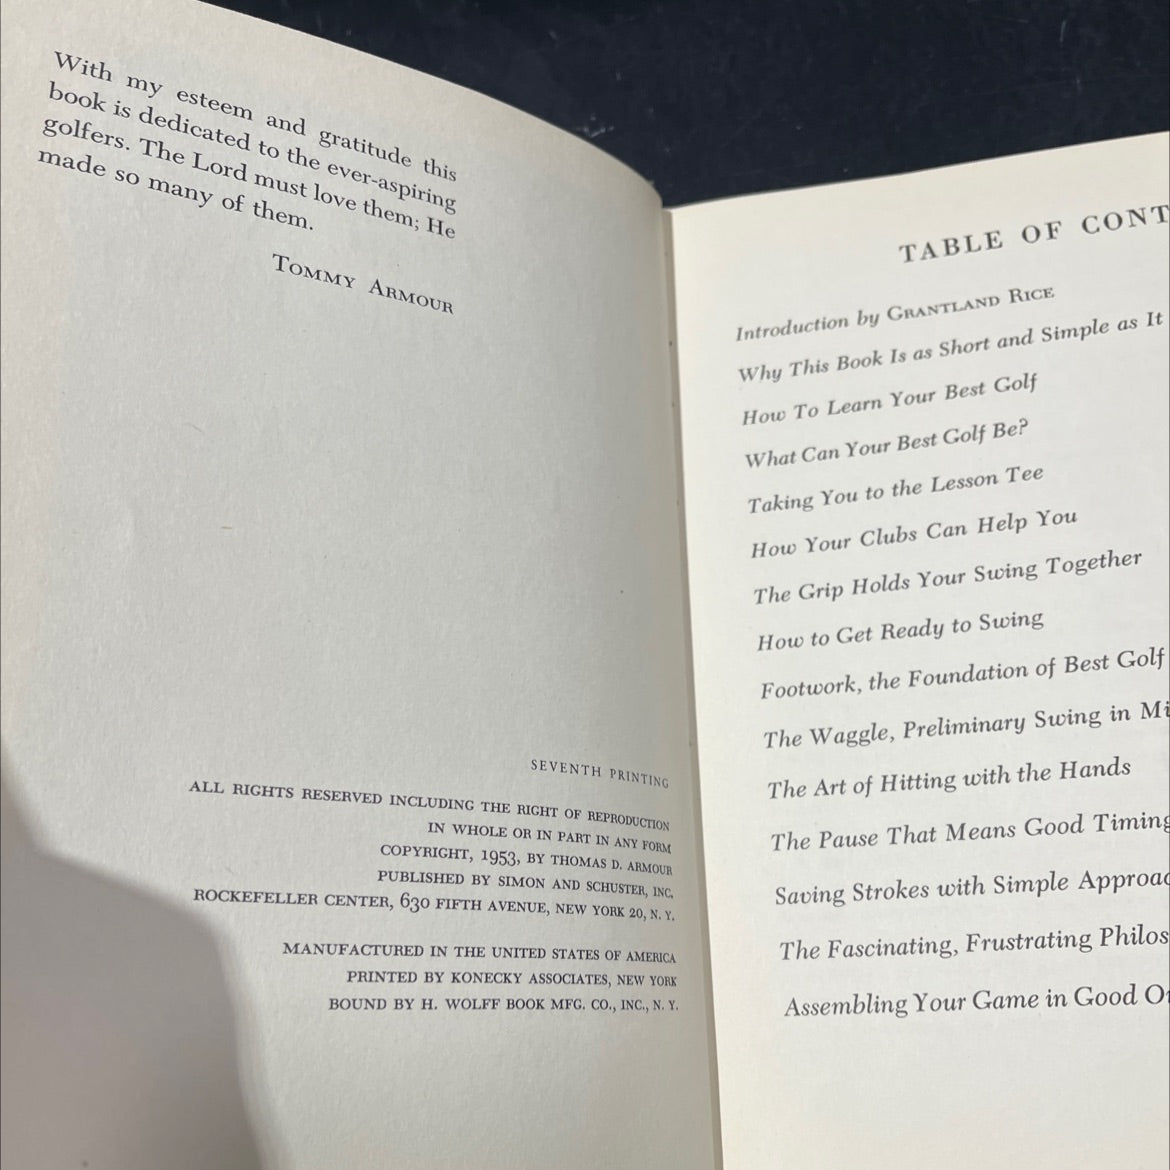 With my esteem and gratitude this
book is dedicated to the ever-aspiring
golfers. The Lord must love them; He
made so many of them.
TOMMY ARMOUR
SEVENTH PRINTING
ALL RIGHTS RESERVED INCLUDING THE RIGHT OF REPRODUCTION
IN WHOLE OR IN PART IN ANY FORM
COPYRIGHT, 1953, BY THOMAS D. ARMOUR
PUBLISHED BY SIMON AND SCHUSTER, INC.
ROCKEFELLER CENTER, 630 FIFTH AVENUE, NEW YORK 20, N. Y.
MANUFACTURED IN THE UNITED STATES OF AMERICA
PRINTED BY KONECKY ASSOCIATES, NEW YORK
BOUND BY H. WOLFF BOOK MFG. CO., INC., N. Y.
TABLE OF CONT
Introduction by GRANTLAND RICE
Why This Book Is as Short and Simple as It
How To Learn Your Best Golf
What Can Your Best Golf Be?
Taking You to the Lesson Tee
How Your Clubs Can Help You
The Grip Holds Your Swing Together
How to Get Ready to Swing
Footwork, the Foundation of Best Golf
The Waggle, Preliminary Swing in Mi
The Art of Hitting with the Hands
The Pause That Means Good Timing
Saving Strokes with Simple Approac
The Fascinating, Frustrating Philos
Assembling Your Game in Good O